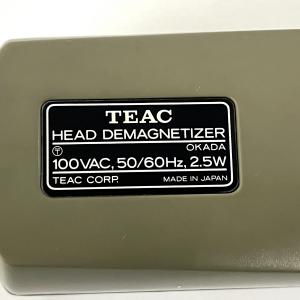 TEAC
HEAD DEMAGNETIZER
Ⓣ OKADA
100VAC, 50/60Hz, 2.5W
TEAC CORP. MADE IN JAPAN